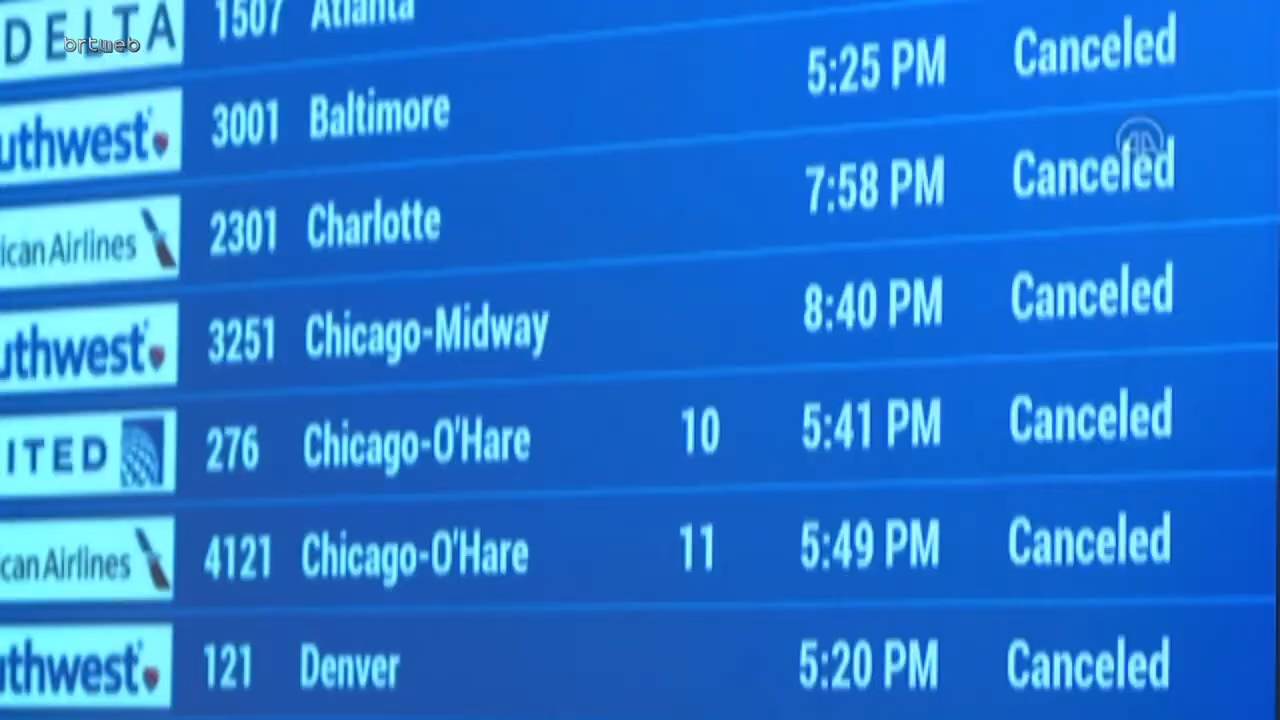 DELTA 1507 Atlanta
brtweb
uthwest 3001 Baltimore 5:25 PM Canceled
AA
ican Airlines 2301 Charlotte 7:58 PM Canceled
uthwest 3251 Chicago-Midway 8:40 PM Canceled
ITED 276 Chicago-O'Hare 10 5:41 PM Canceled
can Airlines 4121 Chicago-O'Hare 11 5:49 PM Canceled
uthwest 121 Denver 5:20 PM Canceled